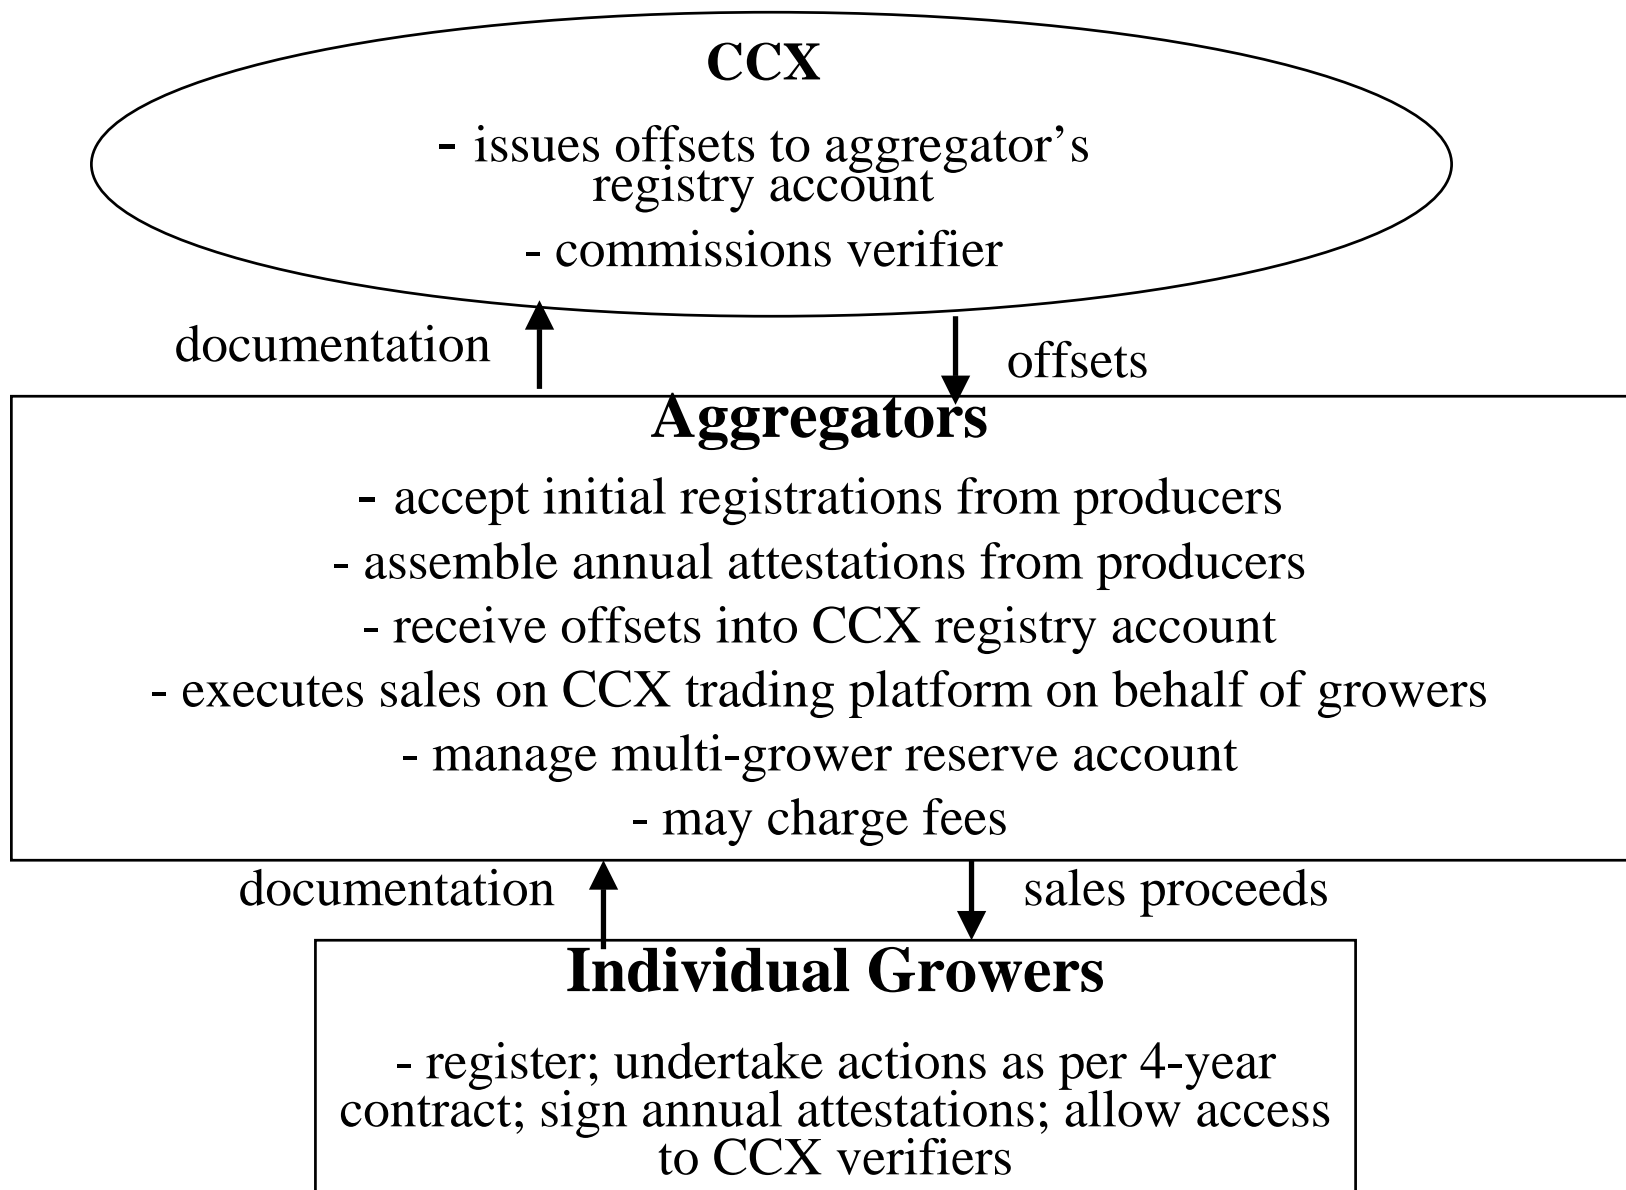 CCX
- issues offsets to aggregator’s
registry account
- commissions verifier
documentation
offsets
Aggregators
- accept initial registrations from producers
- assemble annual attestations from producers
- receive offsets into CCX registry account
- executes sales on CCX trading platform on behalf of growers
- manage multi-grower reserve account
- may charge fees
documentation
sales proceeds
Individual Growers
- register; undertake actions as per 4-year
contract; sign annual attestations; allow access
to CCX verifiers